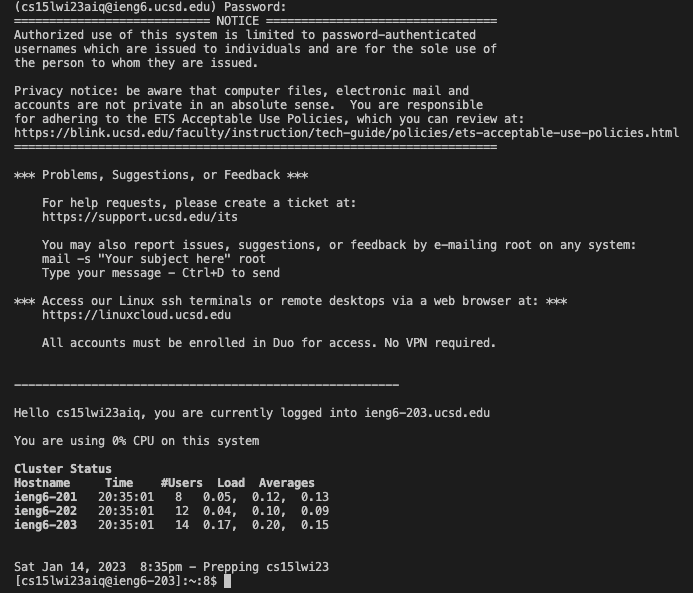 (cs15lwi23aiq@ieng6.ucsd.edu) Password:
============================ NOTICE =================================
Authorized use of this system is limited to password-authenticated
usernames which are issued to individuals and are for the sole use of
the person to whom they are issued.
Privacy notice: be aware that computer files, electronic mail and
accounts are not private in an absolute sense.  You are responsible
for adhering to the ETS Acceptable Use Policies, which you can review at:
https://blink.ucsd.edu/faculty/instruction/tech-guide/policies/ets-acceptable-use-policies.html
=====================================================================
*** Problems, Suggestions, or Feedback ***
For help requests, please create a ticket at:
https://support.ucsd.edu/its
You may also report issues, suggestions, or feedback by e-mailing root on any system:
mail -s "Your subject here" root
Type your message - Ctrl+D to send
*** Access our Linux ssh terminals or remote desktops via a web browser at: ***
https://linuxcloud.ucsd.edu
All accounts must be enrolled in Duo for access. No VPN required.
-------------------------------------------------------
Hello cs15lwi23aiq, you are currently logged into ieng6-203.ucsd.edu
You are using 0% CPU on this system
Cluster Status
Hostname     Time    #Users  Load  Averages
ieng6-201   20:35:01   8   0.05,  0.12,  0.13
ieng6-202   20:35:01   12  0.04,  0.10,  0.09
ieng6-203   20:35:01   14  0.17,  0.20,  0.15
Sat Jan 14, 2023  8:35pm - Prepping cs15lwi23
[cs15lwi23aiq@ieng6-203]:~:8$